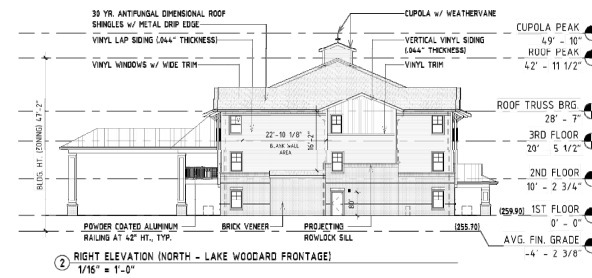 30 YR. ANTIFUNGAL DIMENSIONAL ROOF
SHINGLES w/ METAL DRIP EDGE
VINYL LAP SIDING (.044" THICKNESS)
VINYL WINDOWS w/ WIDE TRIM
CUPOLA w/ WEATHERVANE
VERTICAL VINYL SIDING
(.044" THICKNESS)
VINYL TRIM
CUPOLA PEAK
49' - 10"
ROOF PEAK
42' - 11 1/2"
ROOF TRUSS BRG.
28' - 7"
3RD FLOOR
20' 5 1/2"
2ND FLOOR
10' - 2 3/4"
(259.90) 1ST FLOOR
0' - 0"
(255.70)
AVG. FIN. GRADE
-4' - 2 3/8"
BLDG. HT. (ZONING) 47'-2"
22'-10 1/8"
BLANK WALL
AREA
16'-2"
POWDER COATED ALUMINUM
RAILING AT 42" HT., TYP.
BRICK VENEER
PROJECTING
ROWLOCK SILL
2 RIGHT ELEVATION (NORTH - LAKE WOODARD FRONTAGE)
1/16" = 1'-0"